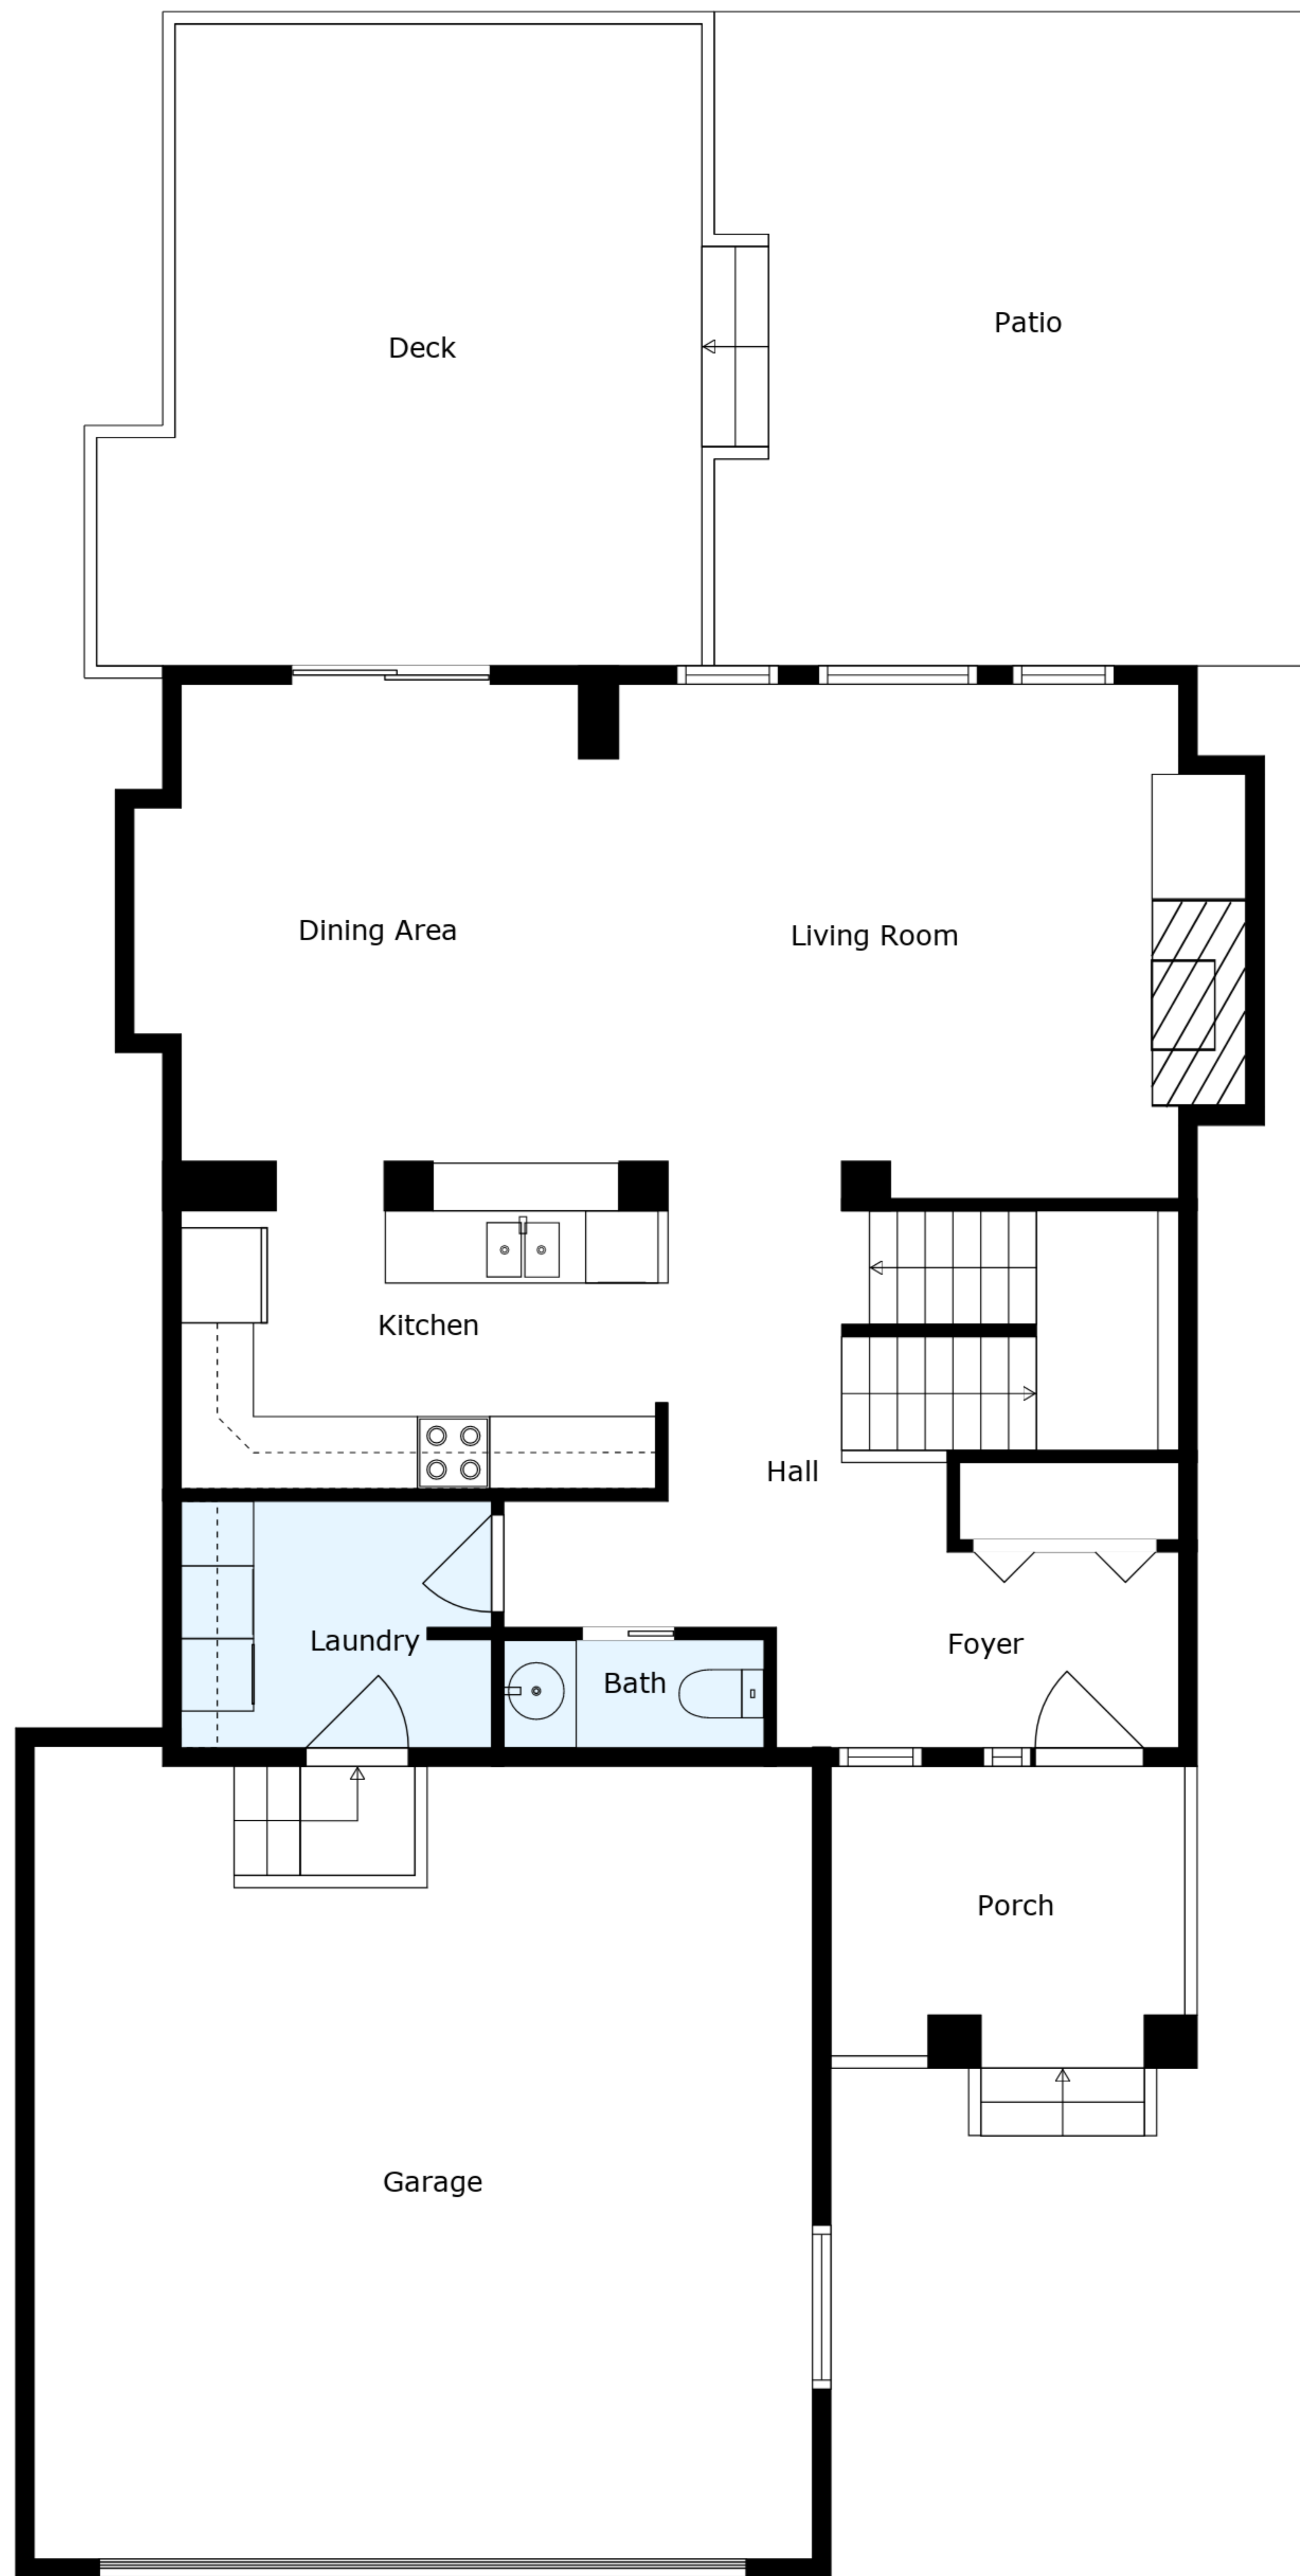 Patio
Deck
Dining Area
Living Room
Kitchen
Hall
Laundry
Foyer
Bath
Porch
Garage